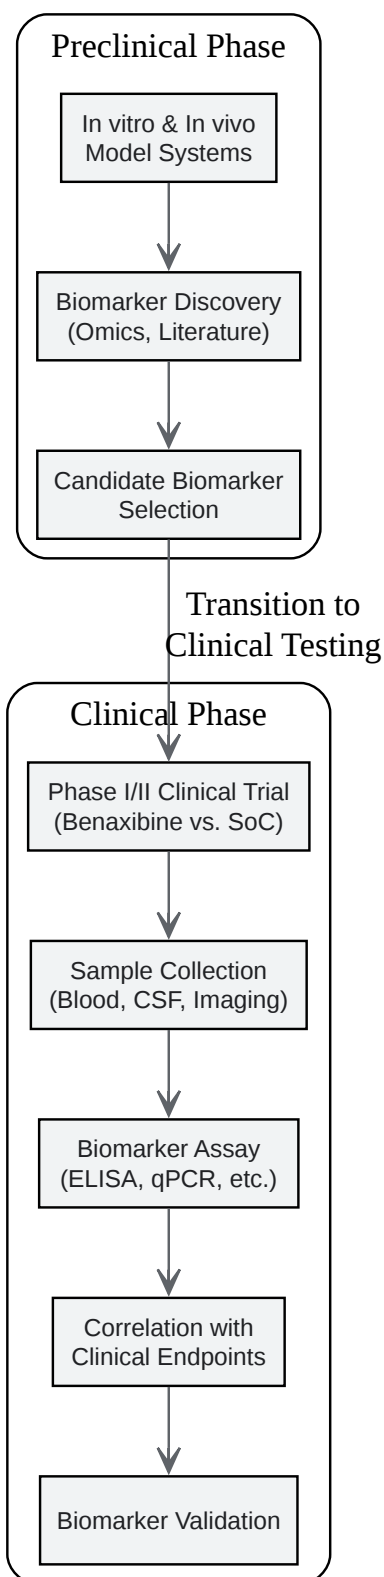 Preclinical Phase
In vitro & In vivo
Model Systems
Biomarker Discovery
(Omics, Literature)
Candidate Biomarker
Selection
Transition to
Clinical Testing
Clinical Phase
Phase I/II Clinical Trial
(Benaxibine vs. SoC)
Sample Collection
(Blood, CSF, Imaging)
Biomarker Assay
(ELISA, qPCR, etc.)
Correlation with
Clinical Endpoints
Biomarker Validation